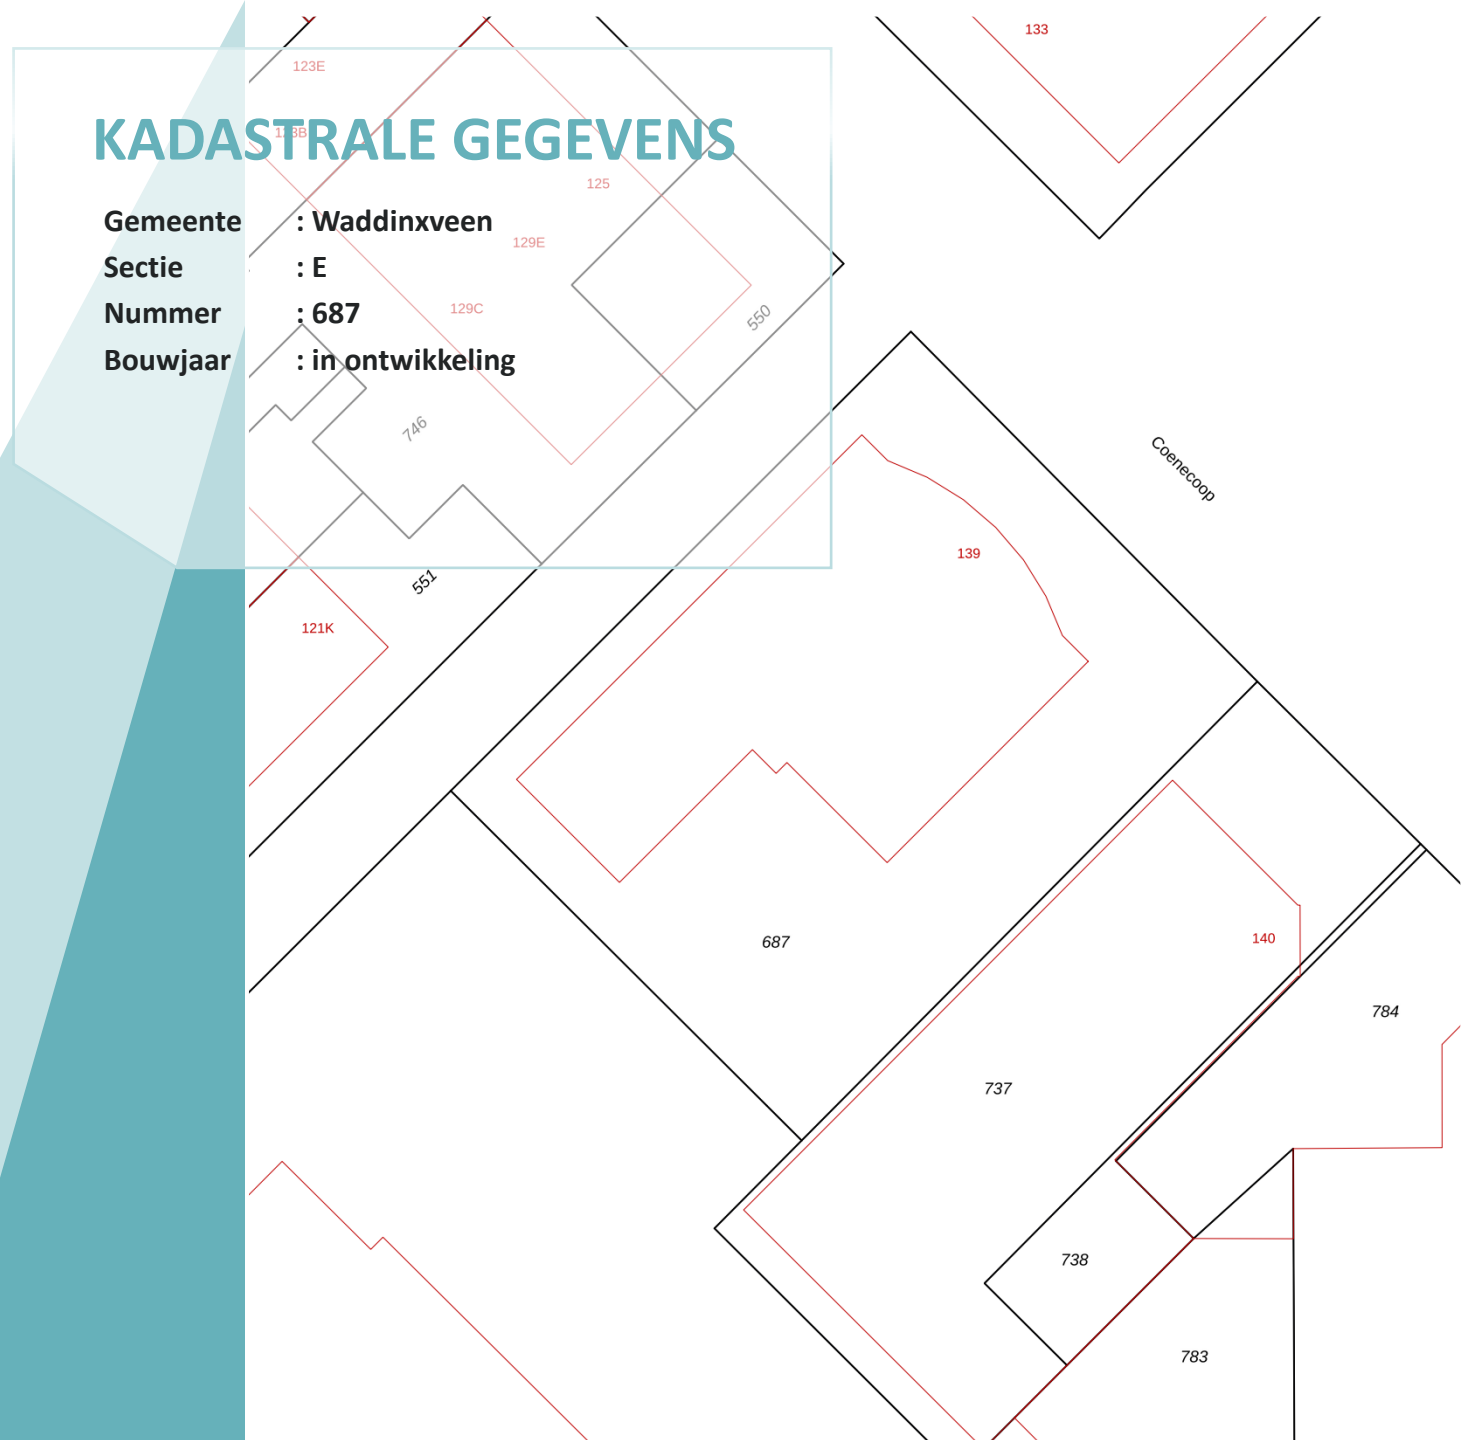 KADASTRALE GEGEVENS
Gemeente : Waddinxveen
Sectie : E
Nummer : 687
Bouwjaar : in ontwikkeling
133
123E
123B
125
129E
129C
550
746
Coenecoop
139
551
121K
687
140
784
737
738
783